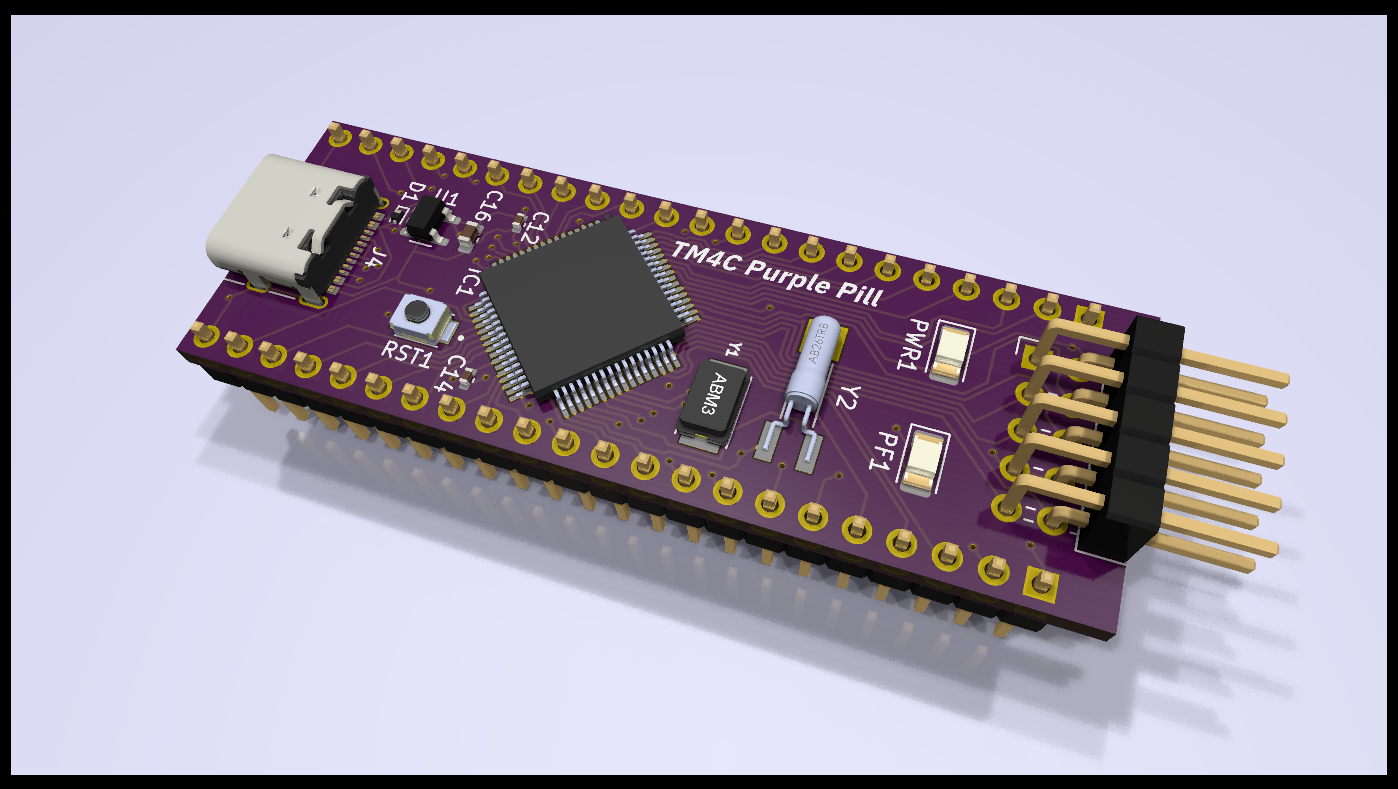 D1
U1
C16
C12
J4
IC1
RST1
C14
TM4C Purple Pill
Y1
ABM3
AB26TRB
Y2
PWR1
PF1